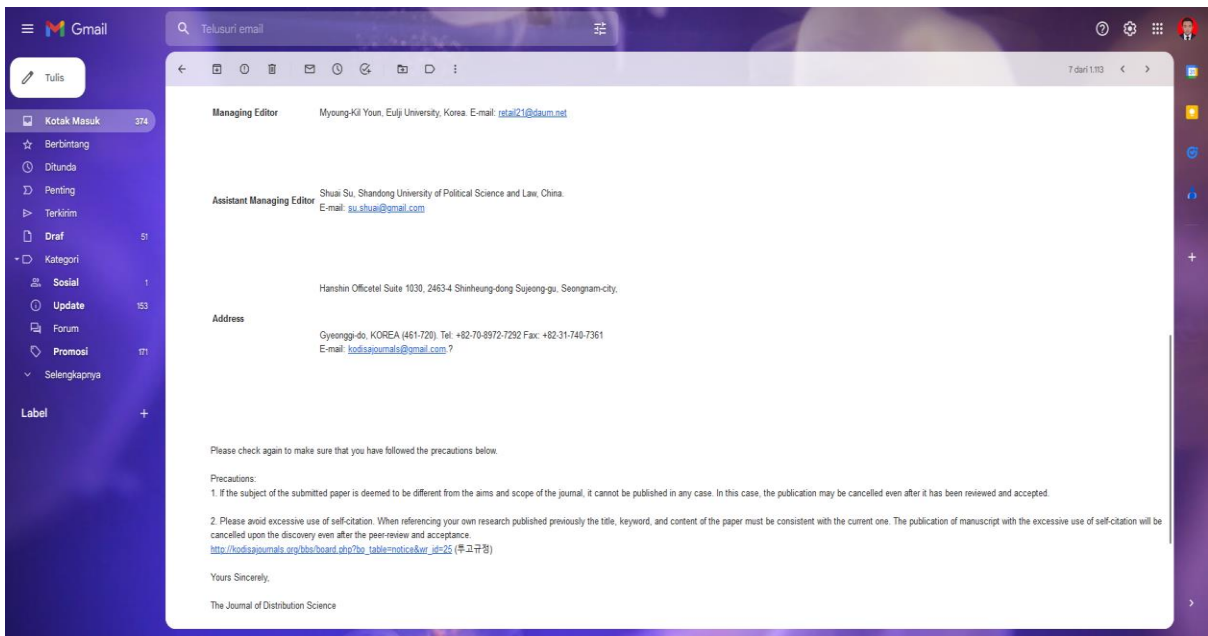 Gmail
Telusuri email
Tulis
7 dari 1.113
Kotak Masuk 374
Berbintang
Ditunda
Penting
Terkirim
Draf 51
Kategori
Sosial 1
Update 153
Forum
Promosi 171
Selengkapnya
Label
Managing Editor Myoung-Kil Youn, Eulji University, Korea. E-mail: retail21@daum.net
Shuai Su, Shandong University of Political Science and Law, China.
Assistant Managing Editor
E-mail: su.shuai@gmail.com
Hanshin Officetel Suite 1030, 2463-4 Shinheung-dong Sujeong-gu, Seongnam-city,
Address
Gyeonggi-do, KOREA (461-720). Tel: +82-70-8972-7292 Fax: +82-31-740-7361
E-mail: kodisajournals@gmail.com.?
Please check again to make sure that you have followed the precautions below.
Precautions:
1. If the subject of the submitted paper is deemed to be different from the aims and scope of the journal, it cannot be published in any case. In this case, the publication may be cancelled even after it has been reviewed and accepted.
2. Please avoid excessive use of self-citation. When referencing your own research published previously the title, keyword, and content of the paper must be consistent with the current one. The publication of manuscript with the excessive use of self-citation will be
cancelled upon the discovery even after the peer-review and acceptance.
http://kodisajournals.org/bbs/board.php?bo_table=notice&wr_id=25 (투고규정)
Yours Sincerely,
The Journal of Distribution Science